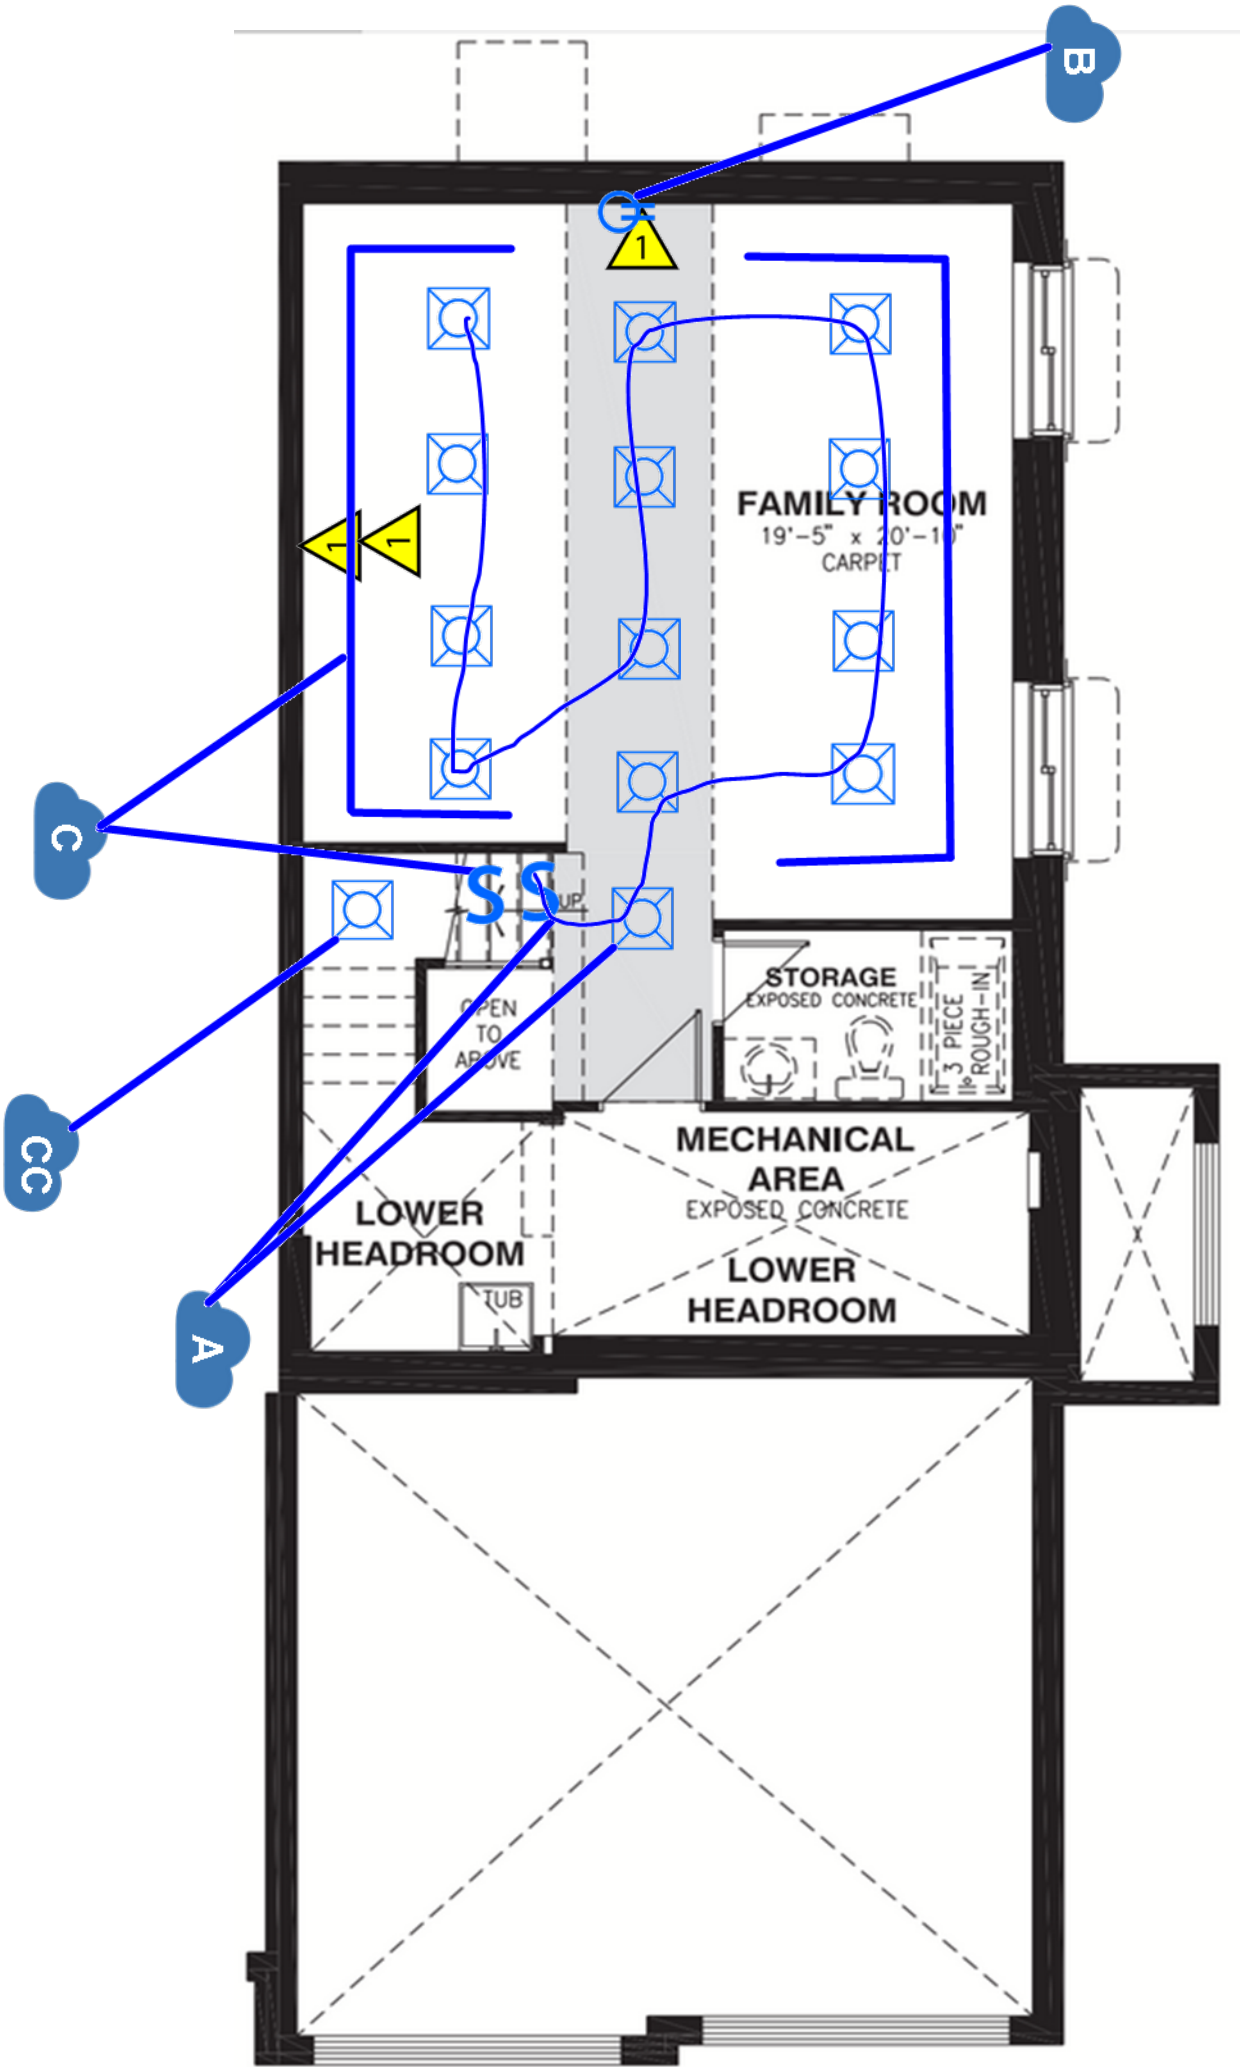 B
1
FAMILY ROOM
19'-5" x 20'-10"
CARPET
1
1
C
S
S
UP
STORAGE
EXPOSED CONCRETE
3 PIECE
ROUGH-IN
OPEN
TO
ABOVE
CC
MECHANICAL
AREA
EXPOSED CONCRETE
LOWER
HEADROOM
LOWER
HEADROOM
TUB
A